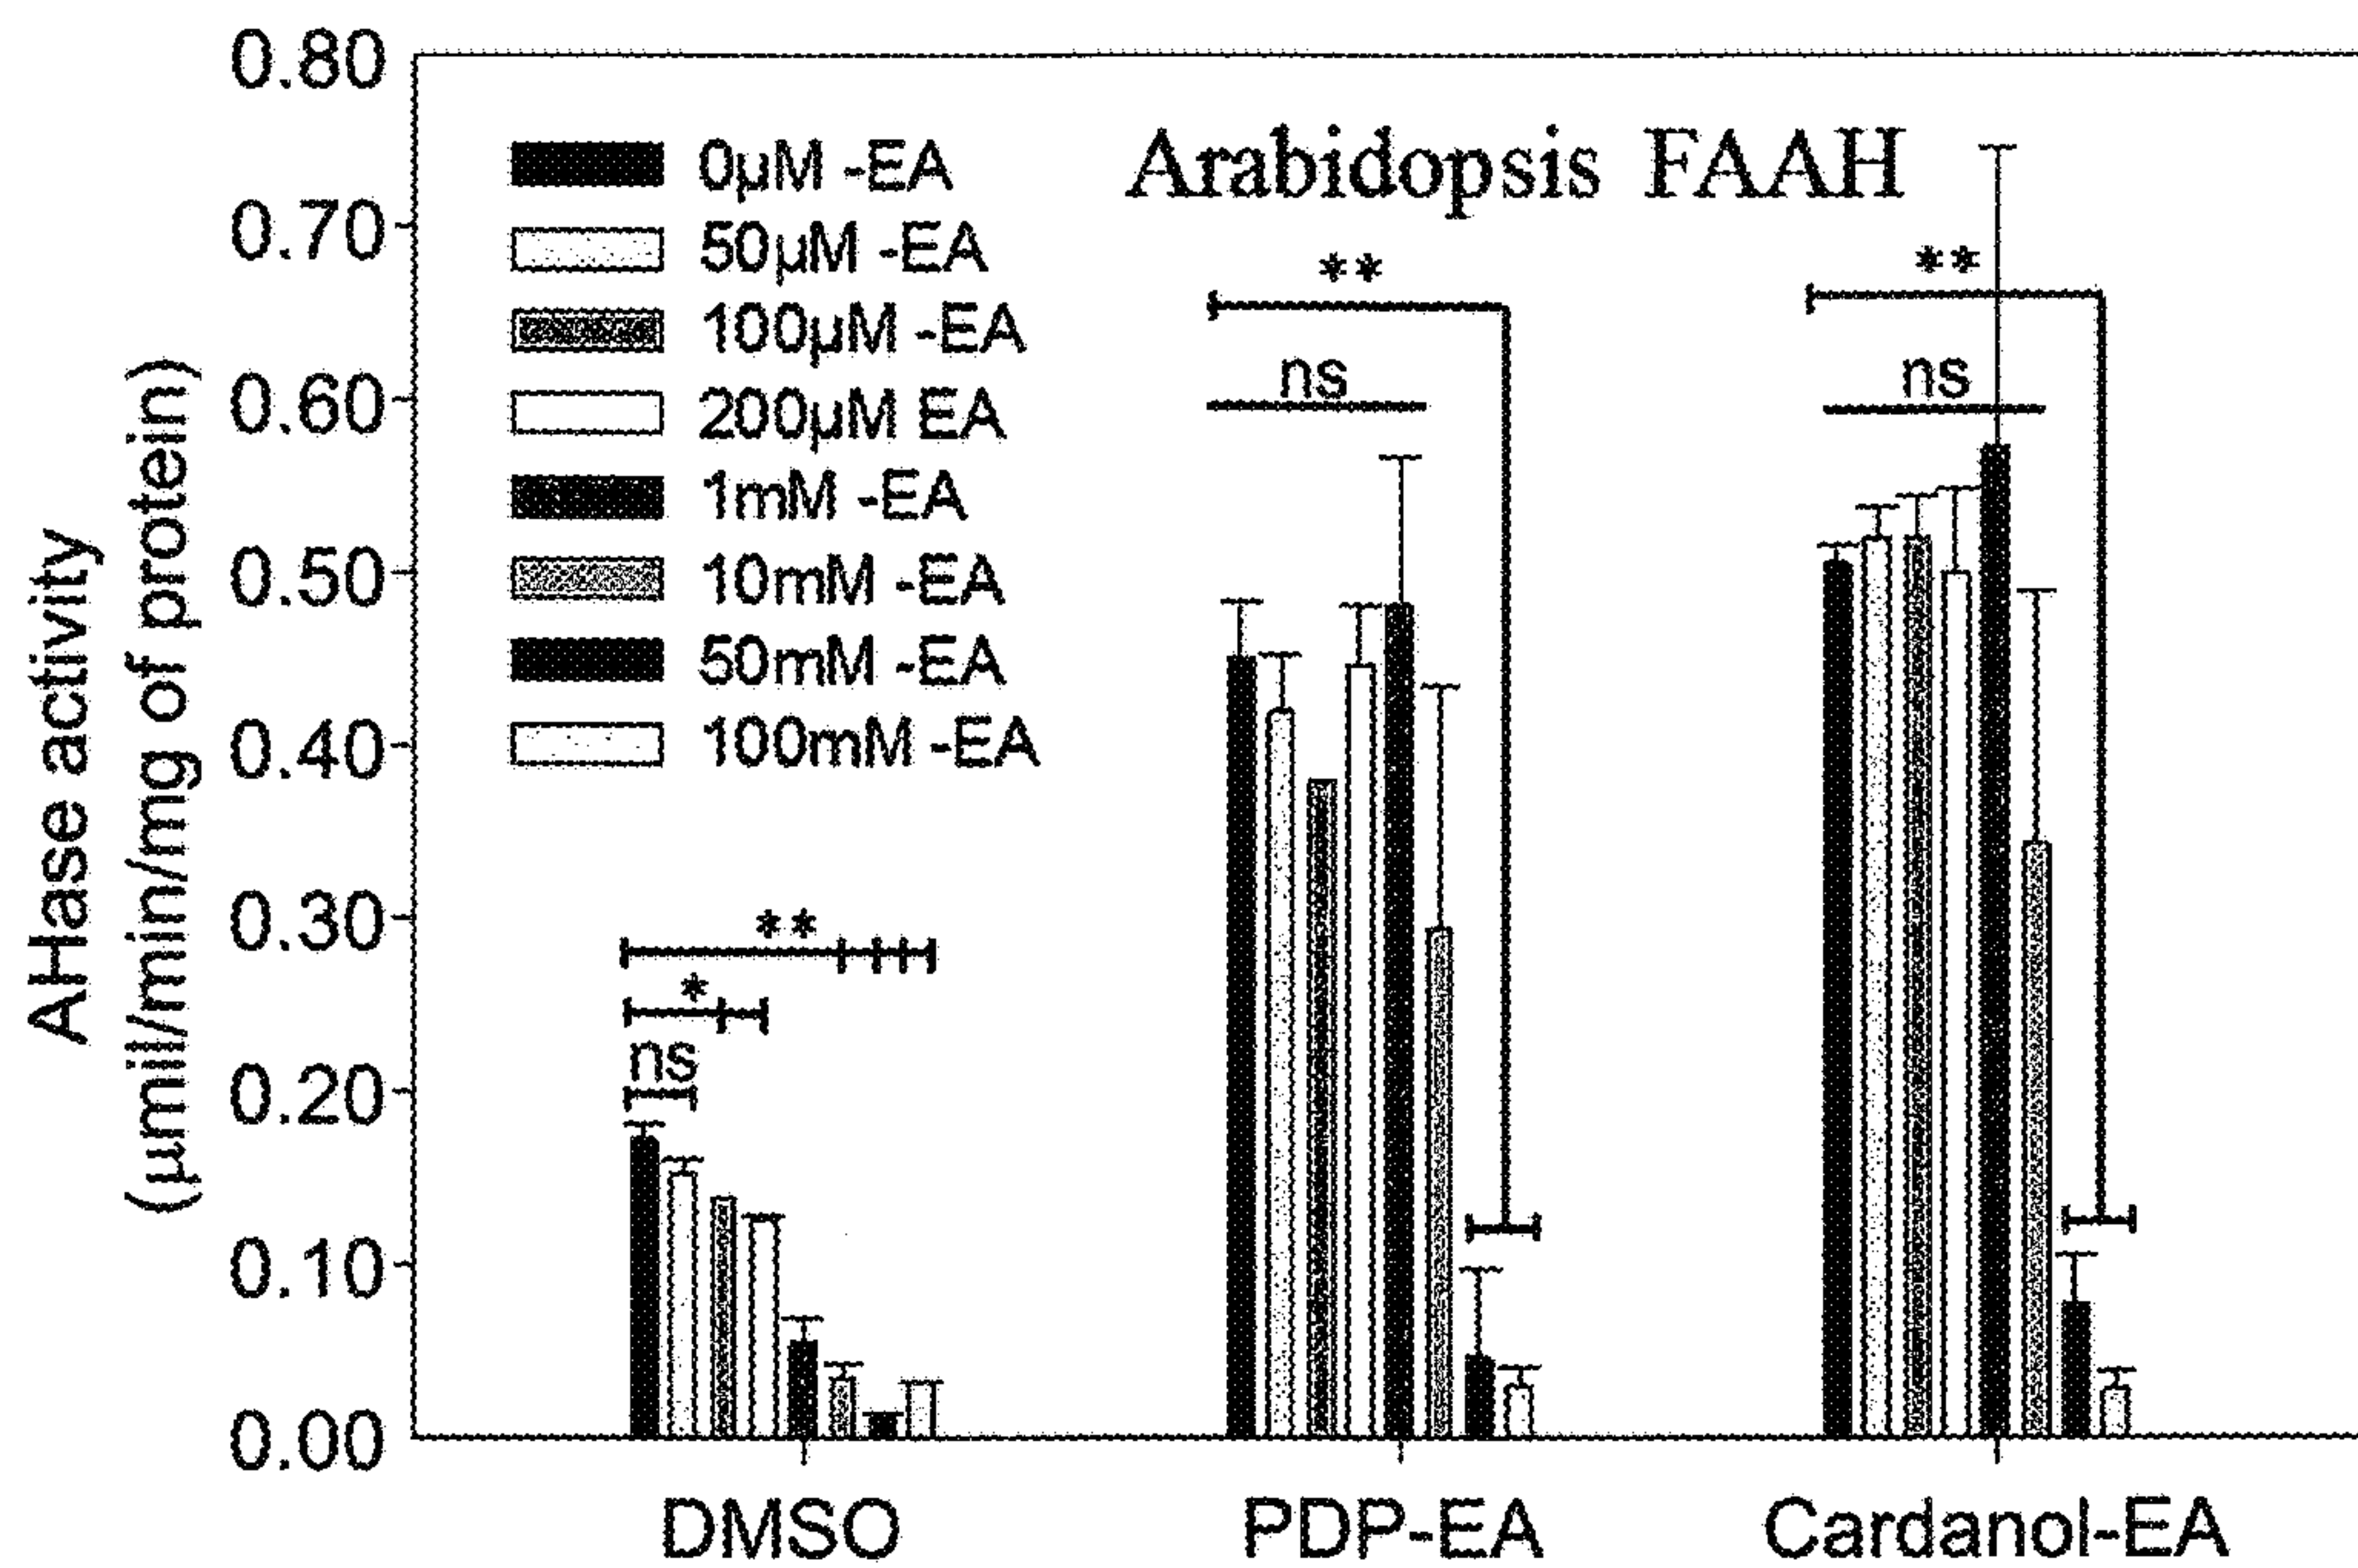 AHase activity
(µmil/min/mg of protein)
0.80
0.70
0.60
0.50
0.40
0.30
0.20
0.10
0.00
0µM -EA
50µM -EA
100µM -EA
200µM EA
1mM -EA
10mM -EA
50mM -EA
100mM -EA
Arabidopsis FAAH
**
*
ns
**
ns
**
ns
DMSO PDP-EA Cardanol-EA